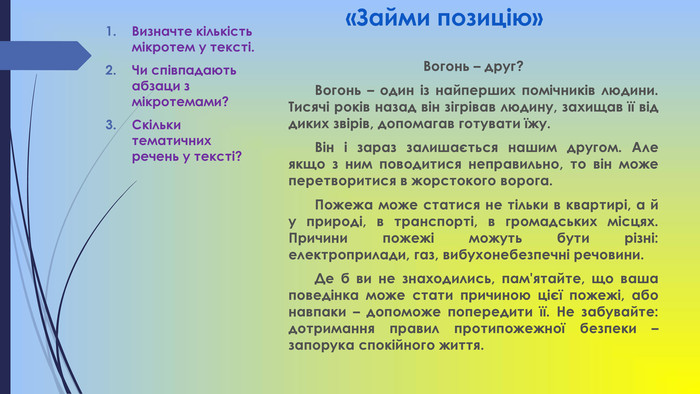 «Займи позицію»
1. Визначте кількість
мікротем у тексті.
2. Чи співпадають
абзаци з
мікротемами?
3. Скільки
тематичних
речень у тексті?
Вогонь – друг?
Вогонь – один із найперших помічників людини.
Тисячі років назад він зігрівав людину, захищав її від
диких звірів, допомагав готувати їжу.
Він і зараз залишається нашим другом. Але
якщо з ним поводитися неправильно, то він може
перетворитися в жорстокого ворога.
Пожежа може статися не тільки в квартирі, а й
у природі, в транспорті, в громадських місцях.
Причини пожежі можуть бути різні:
електроприлади, газ, вибухонебезпечні речовини.
Де б ви не знаходились, пам'ятайте, що ваша
поведінка може стати причиною цієї пожежі, або
навпаки – допоможе попередити її. Не забувайте:
дотримання правил протипожежної безпеки –
запорука спокійного життя.